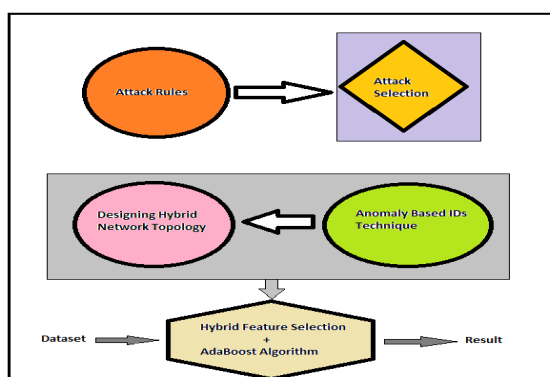 Attack Rules
Attack
Selection
Designing Hybrid
Network Topology
Anomaly Based IDs
Technique
Hybrid Feature Selection
+
AdaBoost Algorithm
Dataset
Result